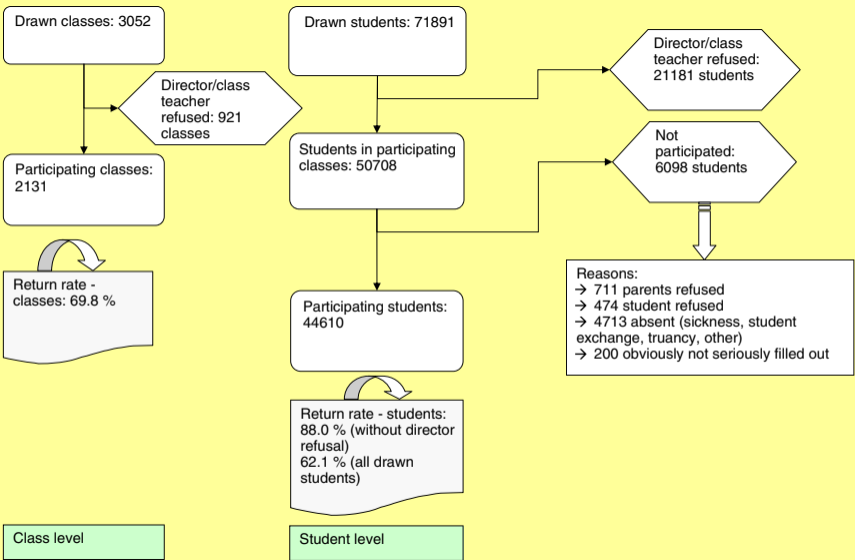 Drawn classes: 3052
Director/class
teacher
refused: 921
classes
Participating classes:
2131
Return rate -
classes: 69.8 %
Class level
Drawn students: 71891
Director/class
teacher refused:
21181 students
Students in participating
classes: 50708
Not
participated:
6098 students
Reasons:
→ 711 parents refused
→ 474 student refused
→ 4713 absent (sickness, student
exchange, truancy, other)
→ 200 obviously not seriously filled out
Participating students:
44610
Return rate - students:
88.0 % (without director
refusal)
62.1 % (all drawn
students)
Student level